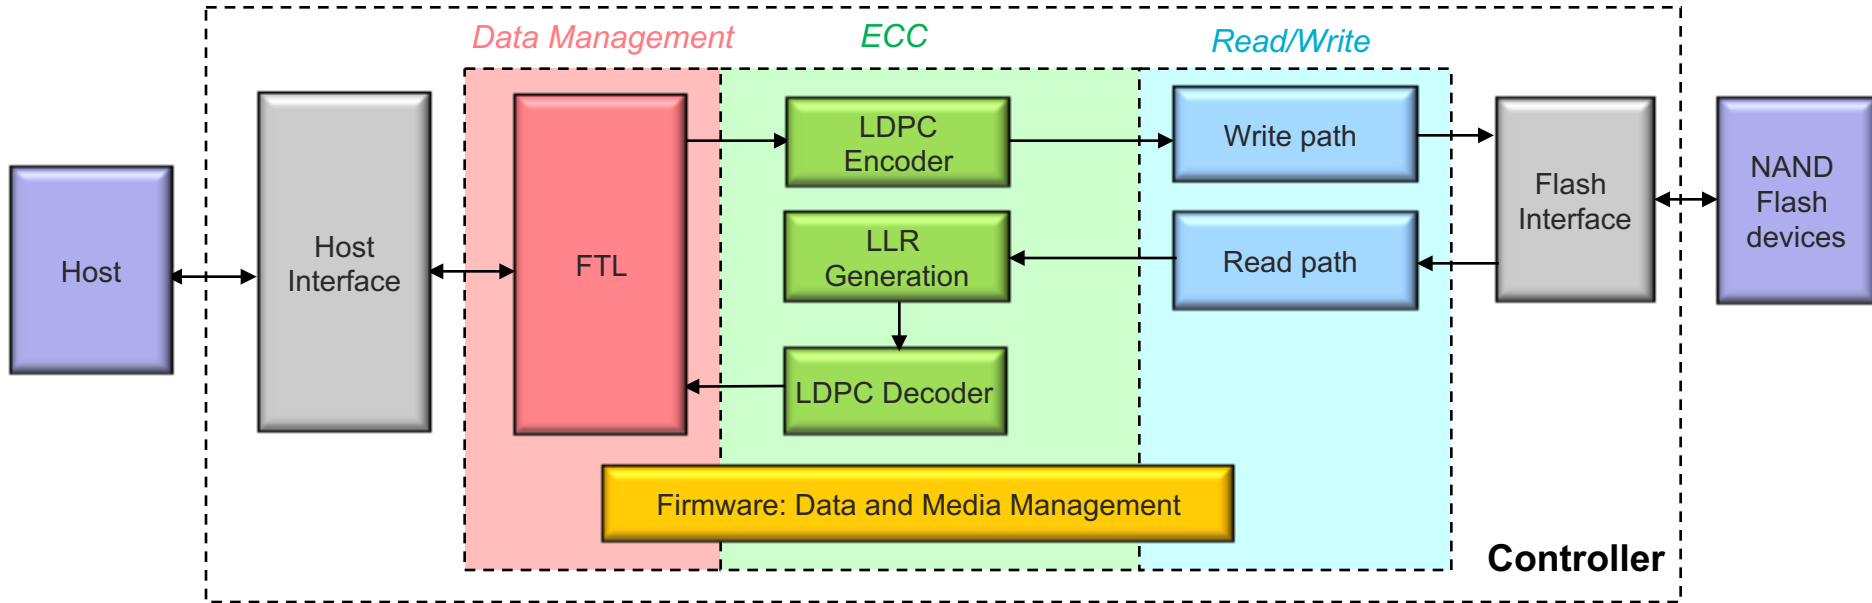 Data Management
ECC
Read/Write
Host
Host
Interface
FTL
LDPC
Encoder
LLR
Generation
LDPC Decoder
Write path
Read path
Flash
Interface
NAND
Flash
devices
Firmware: Data and Media Management
Controller